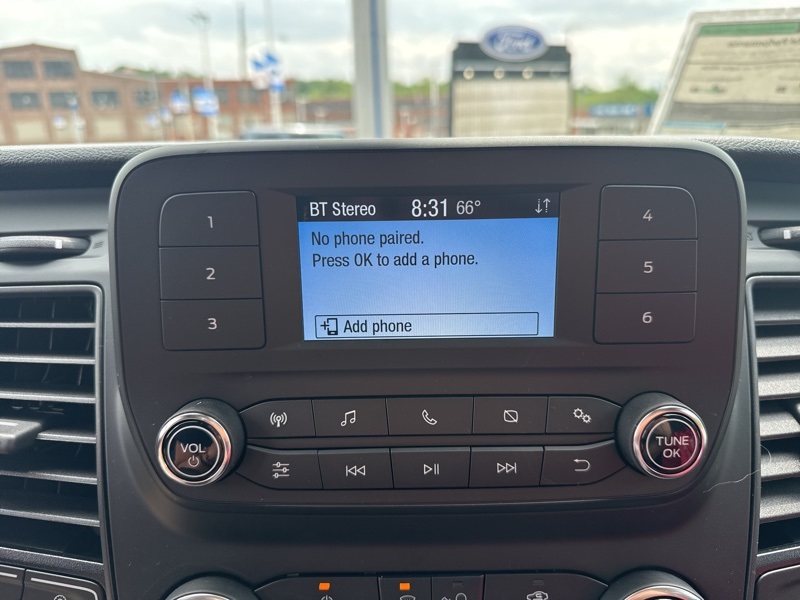 Ford
BT Stereo 8:31 66°
No phone paired.
Press OK to add a phone.
Add phone
1
2
3
4
5
6
VOL
TUNE
OK